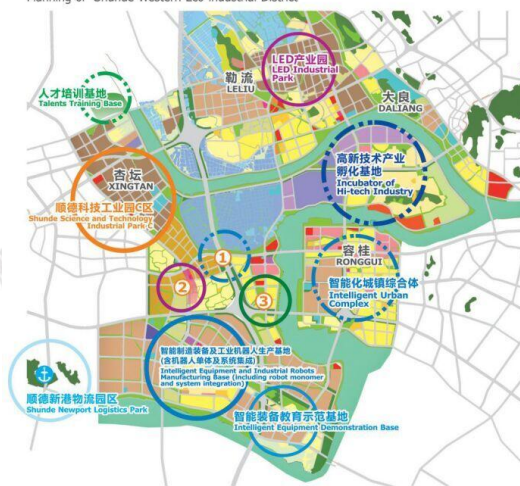 Planning of Shunde Western Eco-Industrial District
LED产业园
LED Industrial
Park
勒流
LELIU
大良
DALIANG
人才培训基地
Talents Training Base
高新技术产业
孵化基地
Incubator of
Hi-tech Industry
杏坛
XINGTAN
顺德科技工业园C区
Shunde Science and Technology
Industrial Park C
容桂
RONGGUI
①
②
③
智能化城镇综合体
Intelligent Urban
Complex
智能制造装备及工业机器人生产基地
(含机器人单体及系统集成)
Intelligent Equipment and Industrial Robots
Manufacturing Base (including robot monomer
and system integration)
顺德新港物流园区
Shunde Newport Logistics Park
智能装备教育示范基地
Intelligent Equipment Demonstration Base